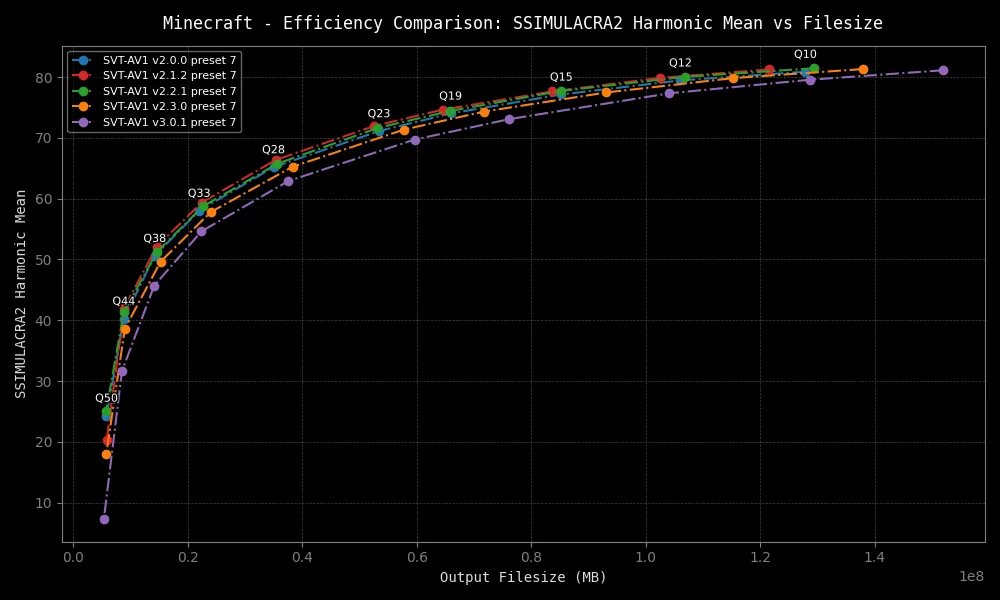 Minecraft - Efficiency Comparison: SSIMULACRA2 Harmonic Mean vs Filesize
SVT-AV1 v2.0.0 preset 7
SVT-AV1 v2.1.2 preset 7
SVT-AV1 v2.2.1 preset 7
SVT-AV1 v2.3.0 preset 7
SVT-AV1 v3.0.1 preset 7
Q10
Q12
Q15
Q19
Q23
Q28
Q33
Q38
Q44
Q50
SSIMULACRA2 Harmonic Mean
80
70
60
50
40
30
20
10
0.0
0.2
0.4
0.6
0.8
1.0
1.2
1.4
1e8
Output Filesize (MB)